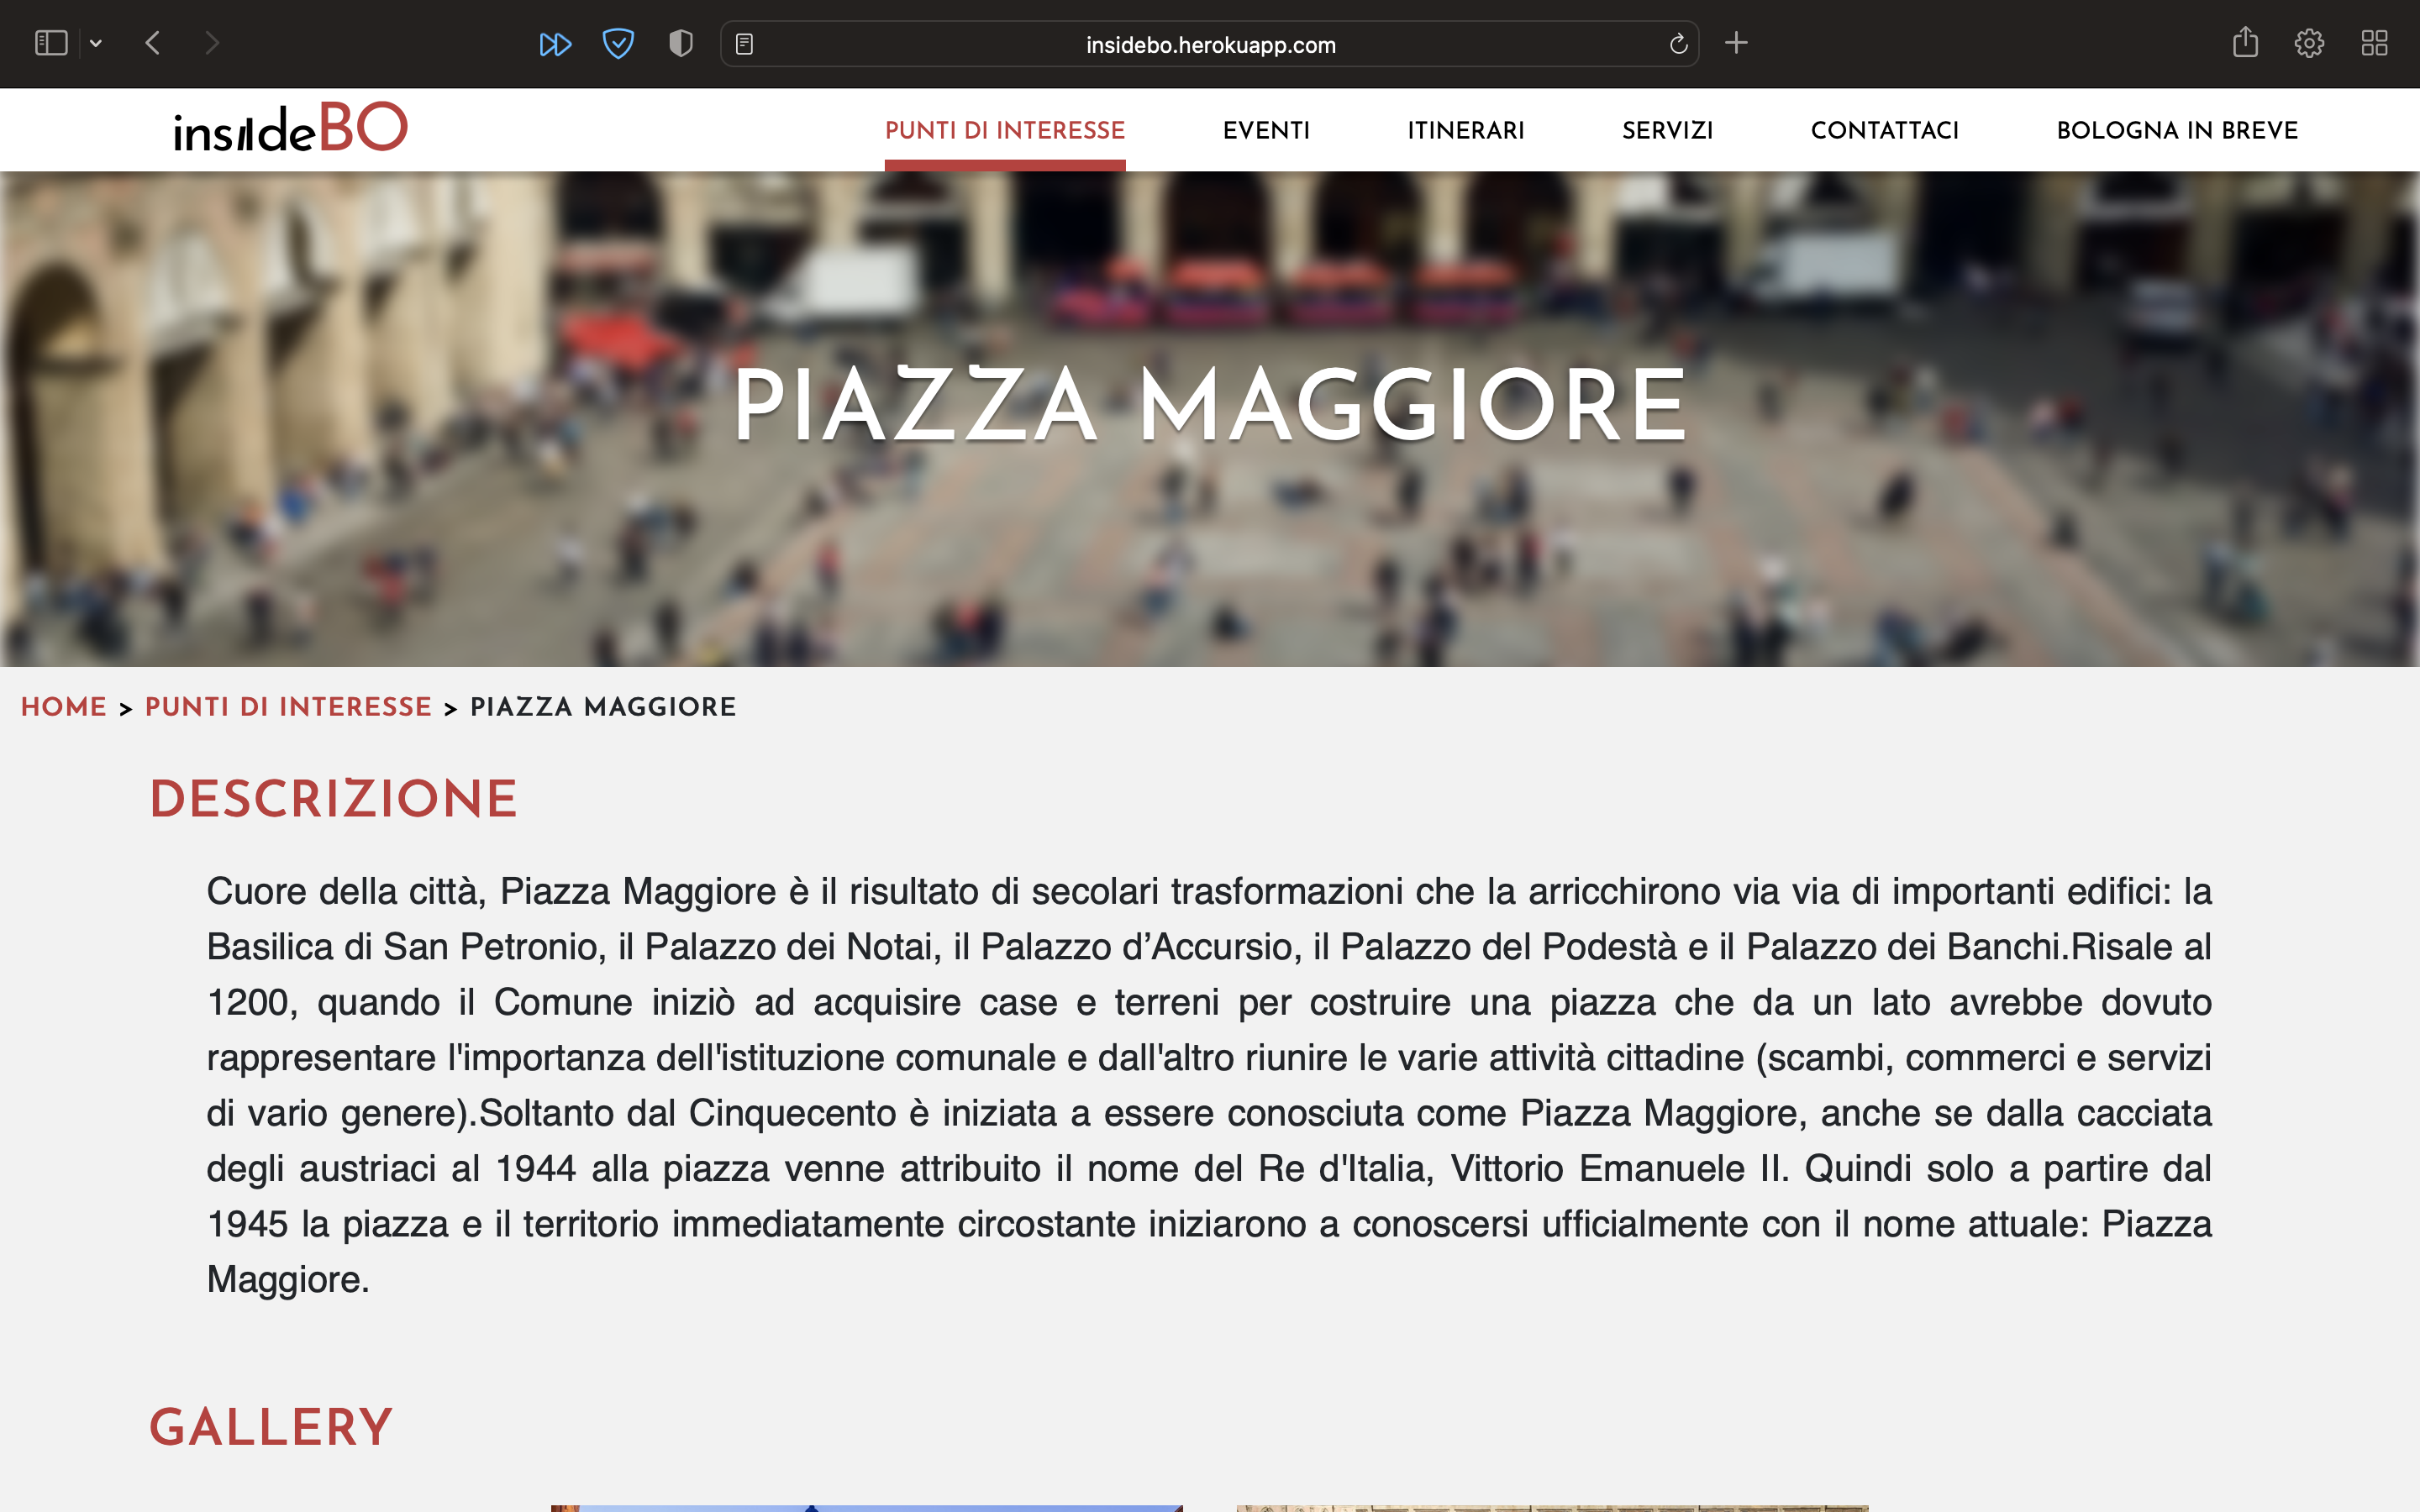 insidebo.herokuapp.com
insideBO
PUNTI DI INTERESSE EVENTI ITINERARI SERVIZI CONTATTACI BOLOGNA IN BREVE
PIAZZA MAGGIORE
HOME > PUNTI DI INTERESSE > PIAZZA MAGGIORE
DESCRIZIONE
Cuore della città, Piazza Maggiore è il risultato di secolari trasformazioni che la arricchirono via via di importanti edifici: la
Basilica di San Petronio, il Palazzo dei Notai, il Palazzo d’Accursio, il Palazzo del Podestà e il Palazzo dei Banchi.Risale al
1200, quando il Comune iniziò ad acquisire case e terreni per costruire una piazza che da un lato avrebbe dovuto
rappresentare l'importanza dell'istituzione comunale e dall'altro riunire le varie attività cittadine (scambi, commerci e servizi
di vario genere).Soltanto dal Cinquecento è iniziata a essere conosciuta come Piazza Maggiore, anche se dalla cacciata
degli austriaci al 1944 alla piazza venne attribuito il nome del Re d'Italia, Vittorio Emanuele II. Quindi solo a partire dal
1945 la piazza e il territorio immediatamente circostante iniziarono a conoscersi ufficialmente con il nome attuale: Piazza
Maggiore.
GALLERY